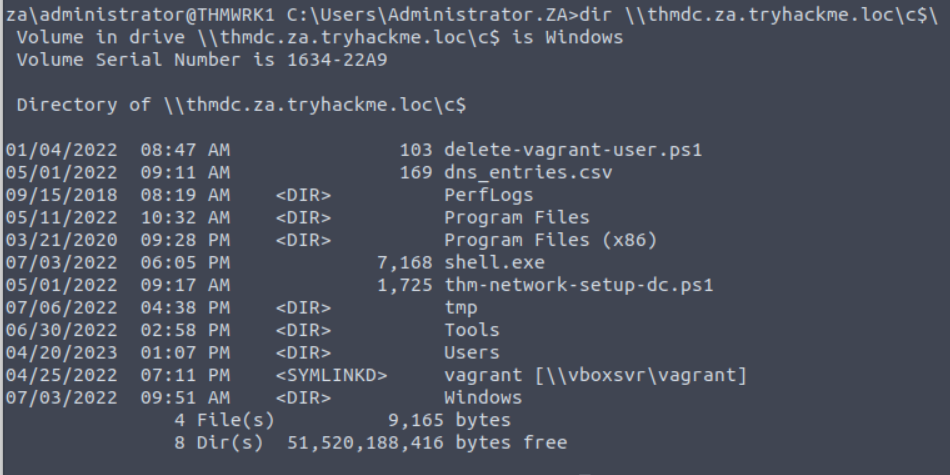 za\administrator@THMWRK1 C:\Users\Administrator.ZA>dir \\thmdc.za.tryhackme.loc\c$\
 Volume in drive \\thmdc.za.tryhackme.loc\c$ is Windows
 Volume Serial Number is 1634-22A9
 Directory of \\thmdc.za.tryhackme.loc\c$
01/04/2022  08:47 AM               103 delete-vagrant-user.ps1
05/01/2022  09:11 AM               169 dns_entries.csv
09/15/2018  08:19 AM    <DIR>          PerfLogs
05/11/2022  10:32 AM    <DIR>          Program Files
03/21/2020  09:28 PM    <DIR>          Program Files (x86)
07/03/2022  06:05 PM             7,168 shell.exe
05/01/2022  09:17 AM             1,725 thm-network-setup-dc.ps1
07/06/2022  04:38 PM    <DIR>          tmp
06/30/2022  02:58 PM    <DIR>          Tools
04/20/2023  01:07 PM    <DIR>          Users
04/25/2022  07:11 PM    <SYMLINKD>     vagrant [\\vboxsvr\vagrant]
07/03/2022  09:51 AM    <DIR>          Windows
               4 File(s)          9,165 bytes
               8 Dir(s)  51,520,188,416 bytes free